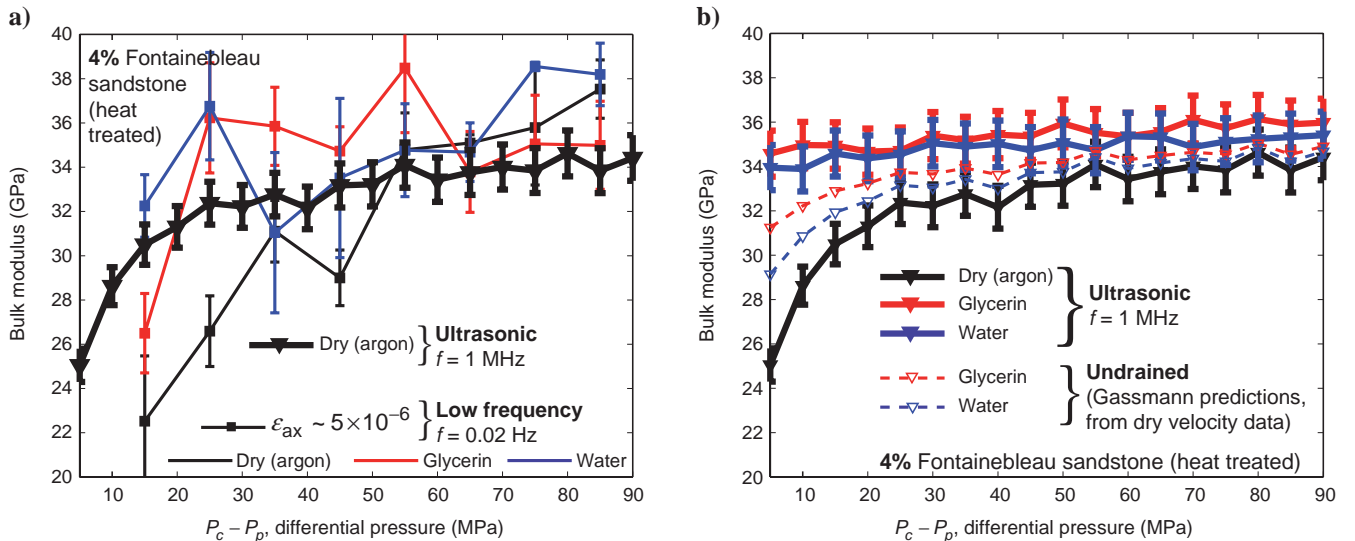 a)
40
38
36
34
32
30
28
26
24
22
20
Bulk modulus (GPa)
4% Fontainebleau
sandstone
(heat
treated)
Dry (argon)
Ultrasonic
f = 1 MHz
εax ~ 5×10−6
Low frequency
f = 0.02 Hz
Dry (argon) Glycerin Water
10 20 30 40 50 60 70 80 90
Pc – Pp, differential pressure (MPa)
b)
40
38
36
34
32
30
28
26
24
22
20
Bulk modulus (GPa)
Dry (argon)
Glycerin
Water
Ultrasonic
f = 1 MHz
Glycerin
Water
Undrained
(Gassmann predictions,
from dry velocity data)
4% Fontainebleau sandstone (heat treated)
10 20 30 40 50 60 70 80 90
Pc – Pp, differential pressure (MPa)